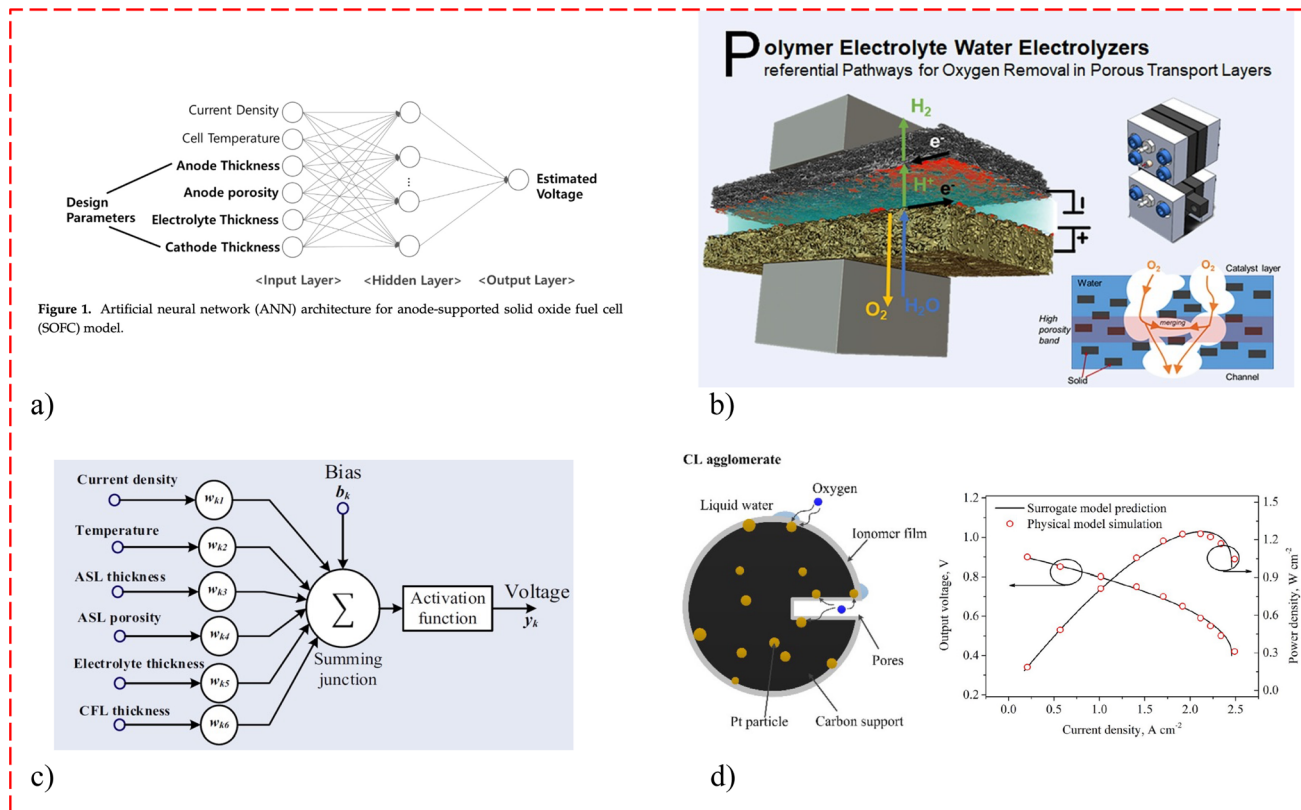 Current Density
Cell Temperature
Anode Thickness
Anode porosity
Electrolyte Thickness
Cathode Thickness
Design
Parameters
⋮
Estimated
Voltage
<Input Layer> <Hidden Layer> <Output Layer>
Figure 1. Artificial neural network (ANN) architecture for anode-supported solid oxide fuel cell
(SOFC) model.
a)
Polymer Electrolyte Water Electrolyzers
referential Pathways for Oxygen Removal in Porous Transport Layers
H2
e-
H+
e-
O2
H2O
+
O2 O2
Catalyst layer
Water
High
porosity
band
merging
Solid
Channel
b)
Current density
wk1
Temperature
wk2
ASL thickness
wk3
ASL porosity
wk4
Electrolyte thickness
wk5
CFL thickness
wk6
Bias
bk
Σ
Summing
junction
Activation
function
Voltage
yk
c)
CL agglomerate
Oxygen
Liquid water
Ionomer film
Pores
Pt particle
Carbon support
Surrogate model prediction
Physical model simulation
Output voltage, V
1.2
1.0
0.8
0.6
0.4
0.2
Power density, W cm-2
1.5
1.2
0.9
0.6
0.3
0.0
0.0 0.5 1.0 1.5 2.0 2.5 3.0
Current density, A cm-2
d)